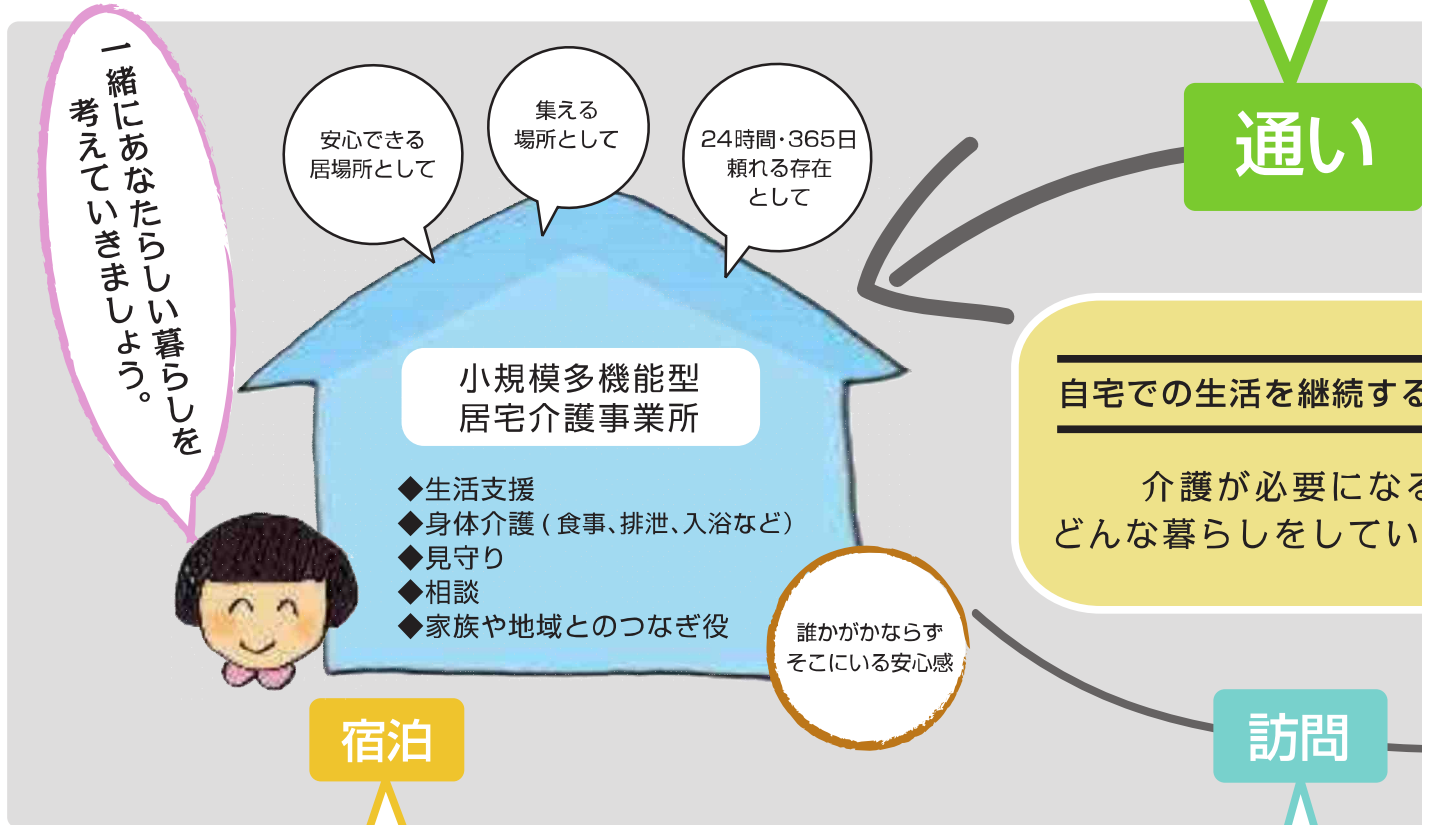 一緒にあなたらしい暮らしを
考えていきましょう。
安心できる
居場所として
集える
場所として
24時間・365日
頼れる存在
として
通い
小規模多機能型
居宅介護事業所
◆生活支援
◆身体介護(食事、排泄、入浴など)
◆見守り
◆相談
◆家族や地域とのつなぎ役
自宅での生活を継続する
介護が必要になる
どんな暮らしをしてい
誰かがかならず
そこにいる安心感
宿泊
訪問